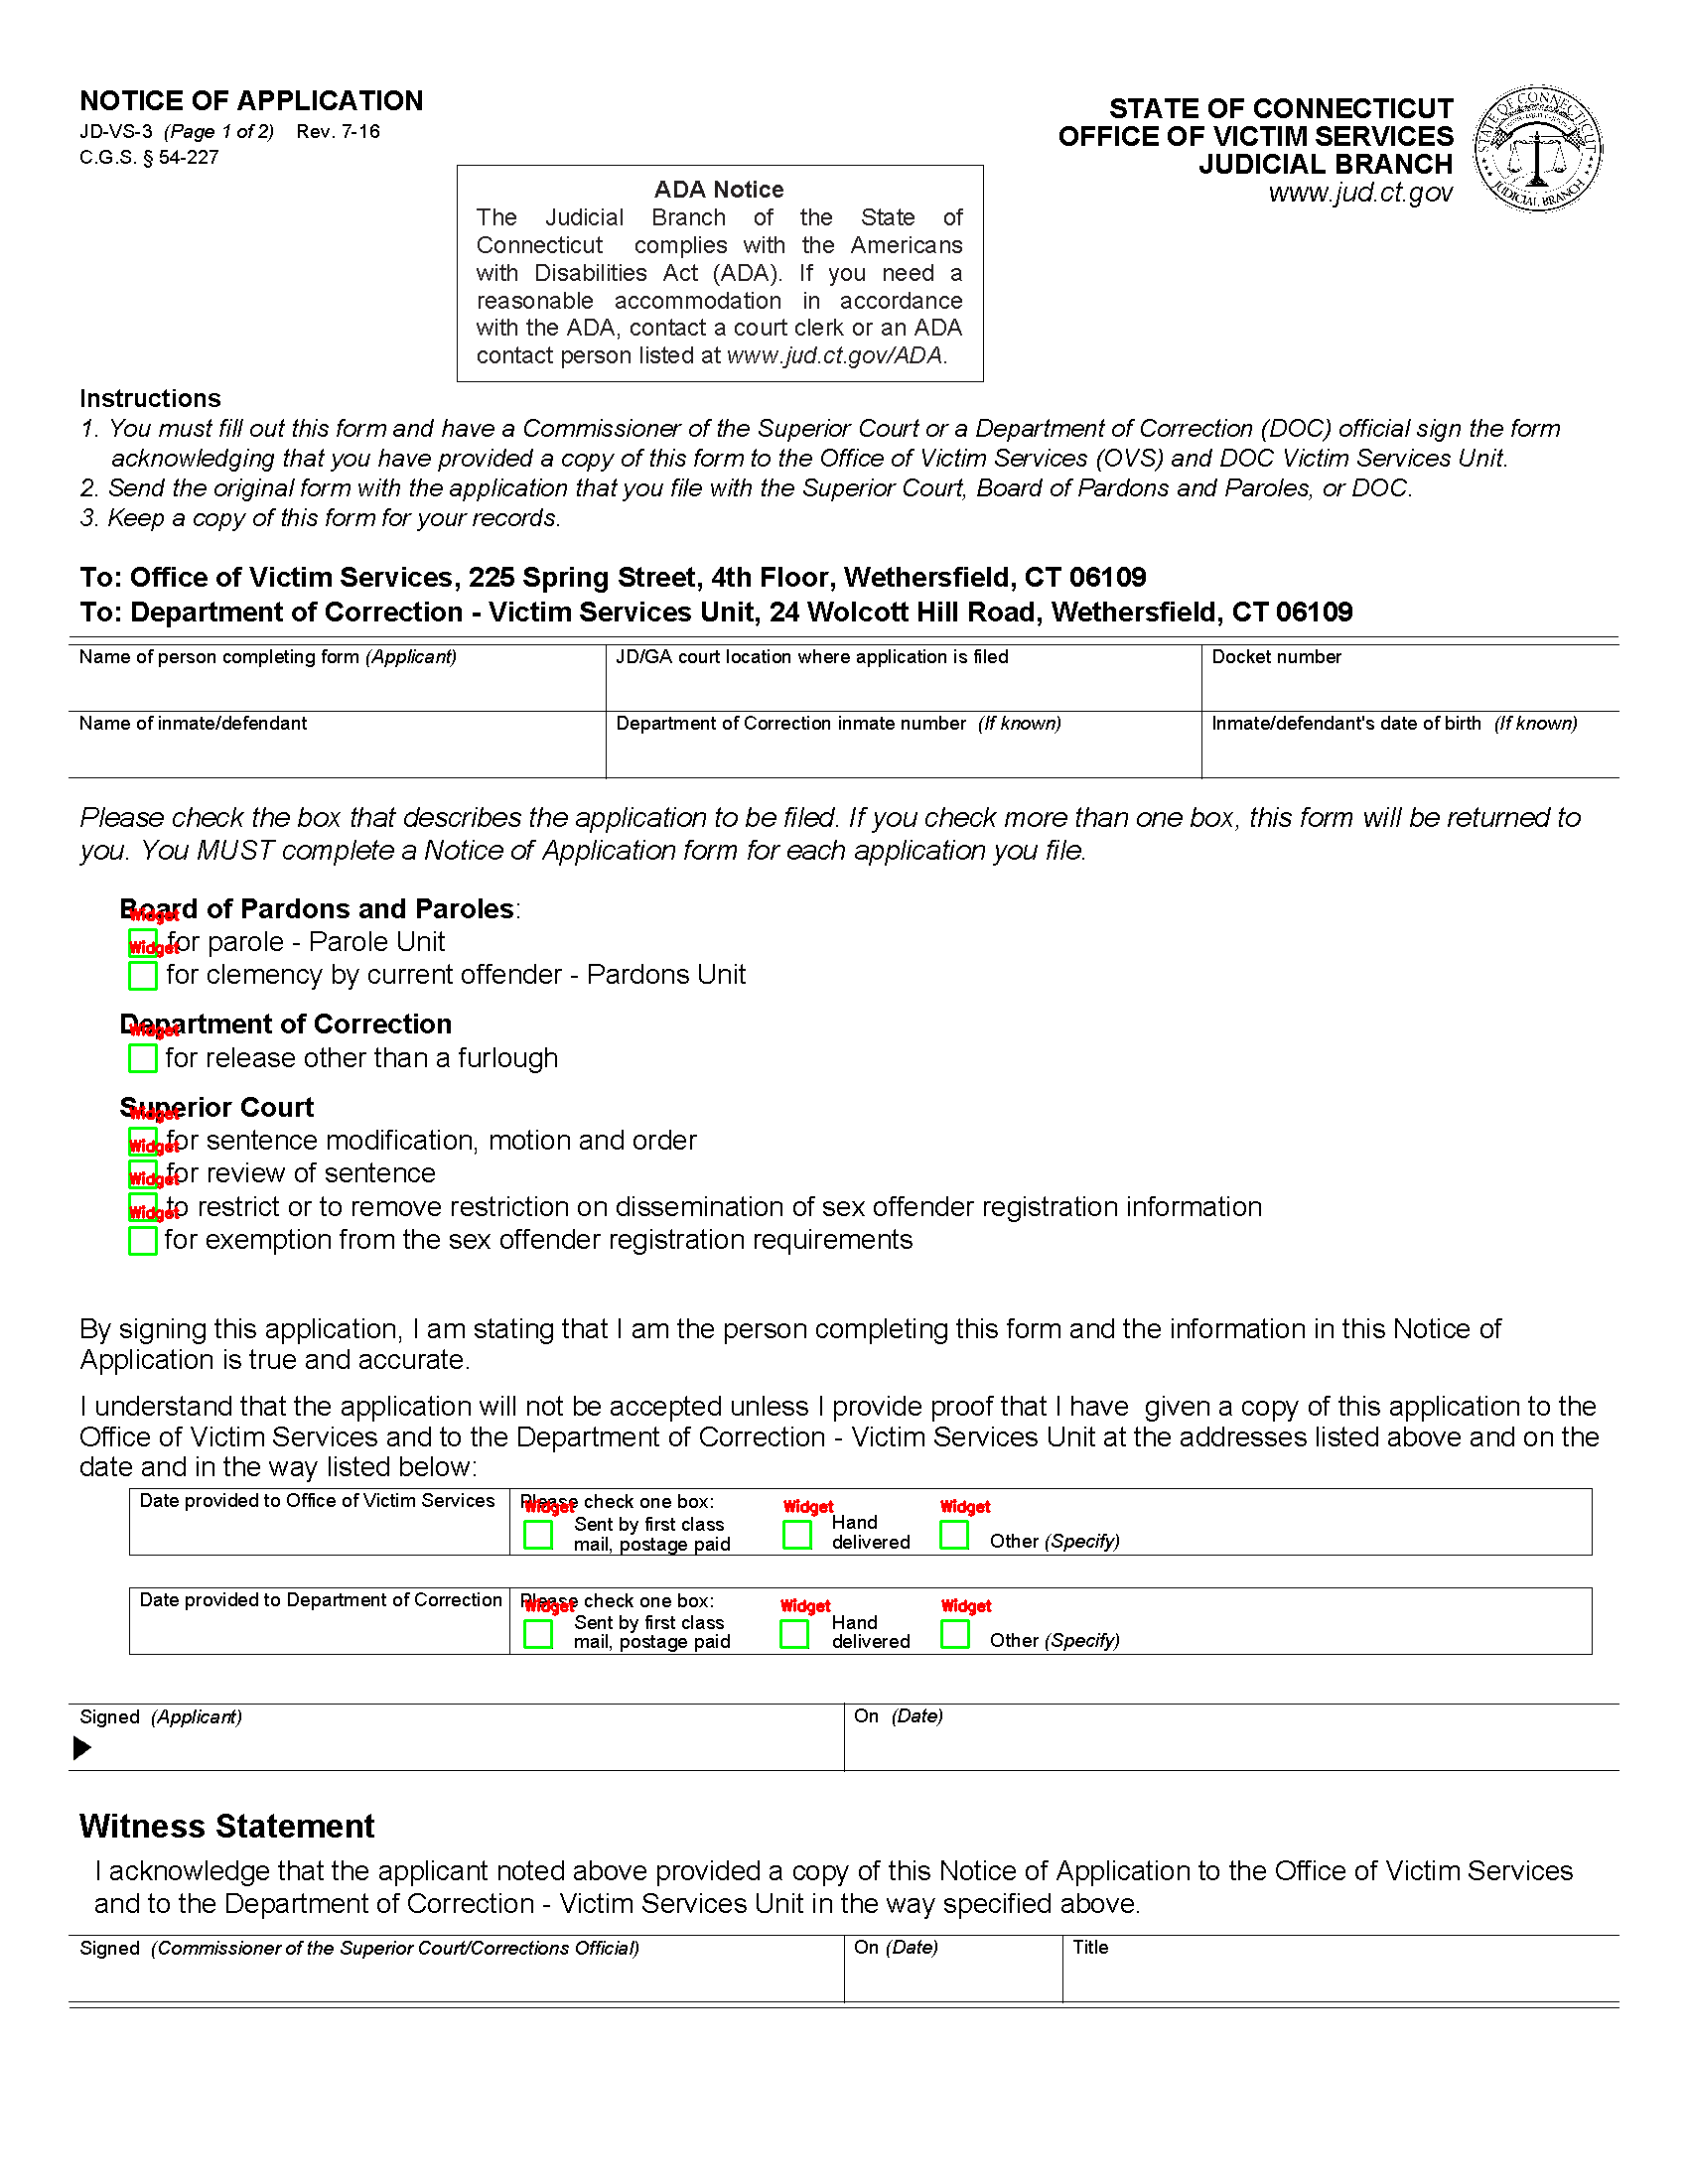 NOTICE OF APPLICATION
JD-VS-3 (Page 1 of 2) Rev. 7-16
C.G.S. § 54-227
STATE OF CONNECTICUT
OFFICE OF VICTIM SERVICES
JUDICIAL BRANCH
www.jud.ct.gov
STATE OF CONNECTICUT
JUDICIAL BRANCH
ADA Notice
The Judicial Branch of the State of
Connecticut complies with the Americans
with Disabilities Act (ADA). If you need a
reasonable accommodation in accordance
with the ADA, contact a court clerk or an ADA
contact person listed at www.jud.ct.gov/ADA.
Instructions
1. You must fill out this form and have a Commissioner of the Superior Court or a Department of Correction (DOC) official sign the form
acknowledging that you have provided a copy of this form to the Office of Victim Services (OVS) and DOC Victim Services Unit.
2. Send the original form with the application that you file with the Superior Court, Board of Pardons and Paroles, or DOC.
3. Keep a copy of this form for your records.
To: Office of Victim Services, 225 Spring Street, 4th Floor, Wethersfield, CT 06109
To: Department of Correction - Victim Services Unit, 24 Wolcott Hill Road, Wethersfield, CT 06109
Name of person completing form (Applicant)
JD/GA court location where application is filed
Docket number
Name of inmate/defendant
Department of Correction inmate number (If known)
Inmate/defendant's date of birth (If known)
Please check the box that describes the application to be filed. If you check more than one box, this form will be returned to
you. You MUST complete a Notice of Application form for each application you file.
Board of Pardons and Paroles:
Widget
for parole - Parole Unit
Widget
for clemency by current offender - Pardons Unit
Department of Correction
Widget
for release other than a furlough
Superior Court
Widget
for sentence modification, motion and order
Widget
for review of sentence
Widget
to restrict or to remove restriction on dissemination of sex offender registration information
Widget
for exemption from the sex offender registration requirements
By signing this application, I am stating that I am the person completing this form and the information in this Notice of
Application is true and accurate.
I understand that the application will not be accepted unless I provide proof that I have given a copy of this application to the
Office of Victim Services and to the Department of Correction - Victim Services Unit at the addresses listed above and on the
date and in the way listed below:
Date provided to Office of Victim Services
Please check one box:
Widget
Sent by first class
mail, postage paid
Widget
Hand
delivered
Widget
Other (Specify)
Date provided to Department of Correction
Please check one box:
Widget
Sent by first class
mail, postage paid
Widget
Hand
delivered
Widget
Other (Specify)
Signed (Applicant)
On (Date)
Witness Statement
I acknowledge that the applicant noted above provided a copy of this Notice of Application to the Office of Victim Services
and to the Department of Correction - Victim Services Unit in the way specified above.
Signed (Commissioner of the Superior Court/Corrections Official)
On (Date)
Title